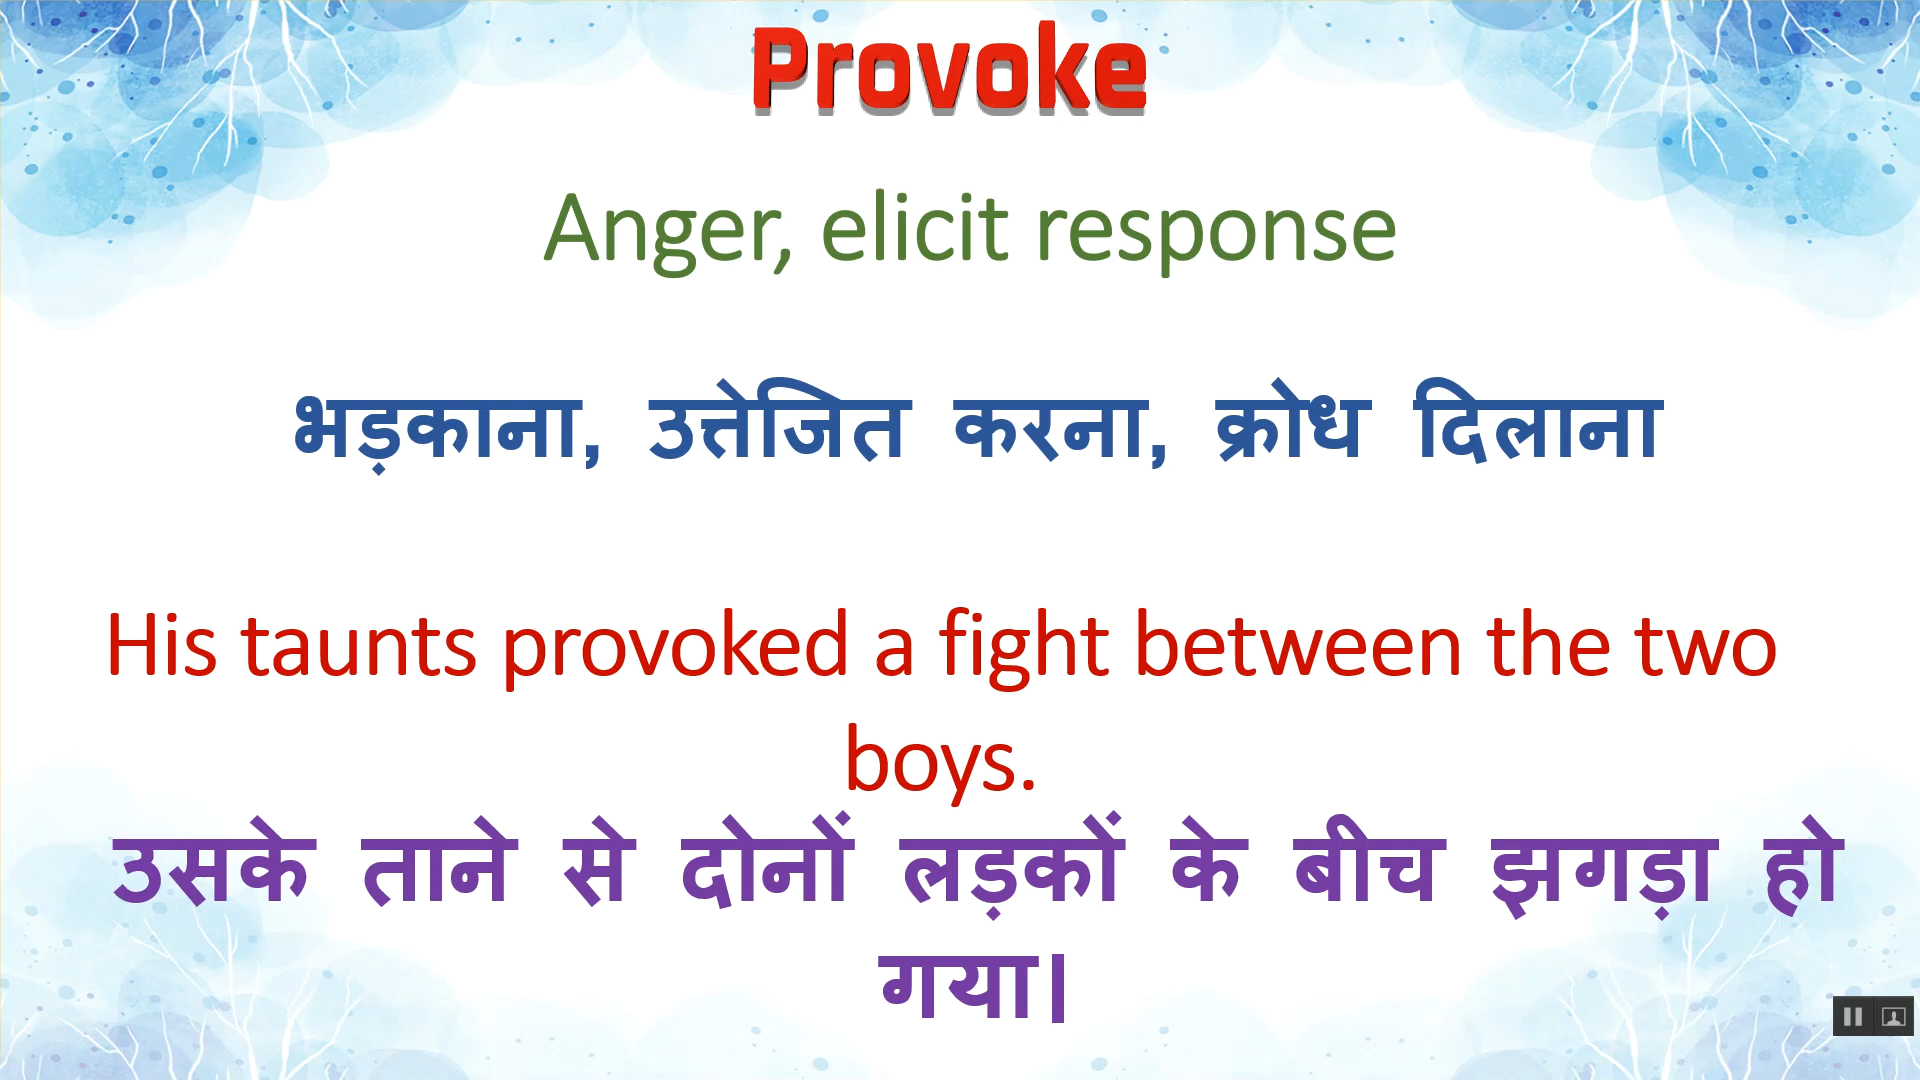 Provoke
Anger, elicit response
भड़काना, उत्तेजित करना, क्रोध दिलाना
His taunts provoked a fight between the two
boys.
उसके ताने से दोनों लड़कों के बीच झगड़ा हो
गया।